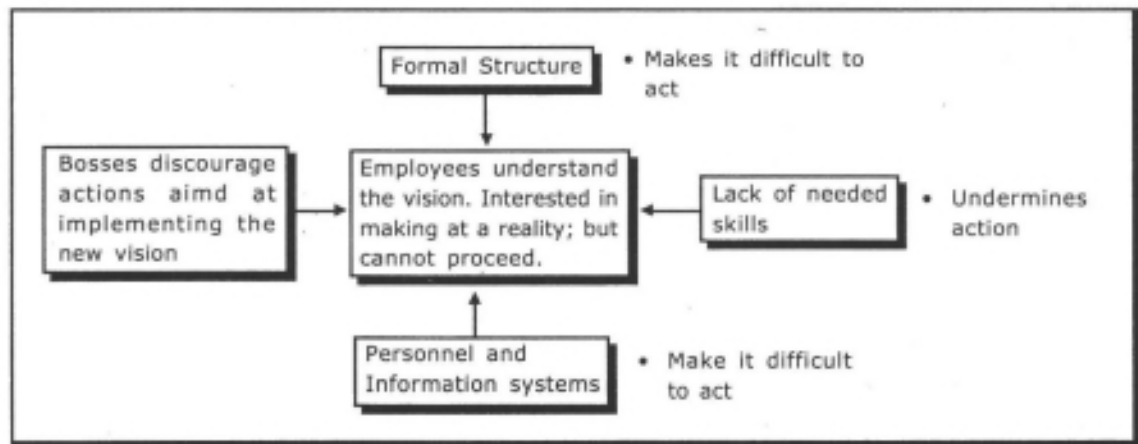 Formal Structure
• Makes it difficult to
act
Bosses discourage
actions aimd at
implementing the
new vision
Employees understand
the vision. Interested in
making at a reality; but
cannot proceed.
Lack of needed
skills
• Undermines
action
Personnel and
Information systems
• Make it difficult
to act